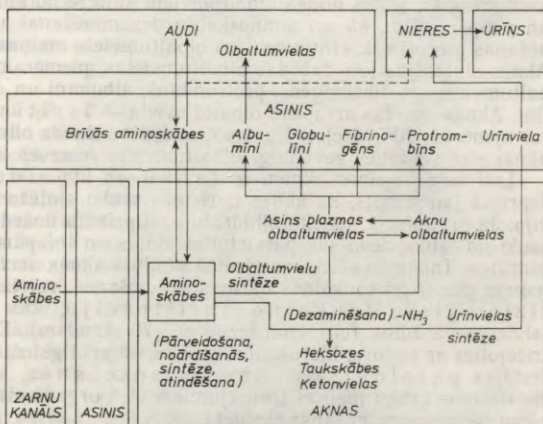 AUDI
NIERES
URĪNS
Olbaltumvielas
ASINIS
Brīvās aminoskābes
Albu-
mīni
Globu-
līni
Fibrino-
gēns
Protrom-
bīns
Urīnviela
Asins plazmas
olbaltumvielas
Aknu
olbaltumvielas
Olbaltumvielu
sintēze
Amino-
skābes
Amino-
skābes
(Dezaminēšana) -NH₃
Urīnvielas
sintēze
(Pārveidošana,
noārdīšanās,
sintēze,
atindēšana)
Heksozes
Taukskābes
Ketonvielas
ZARNU
KANĀLS
ASINIS
AKNAS